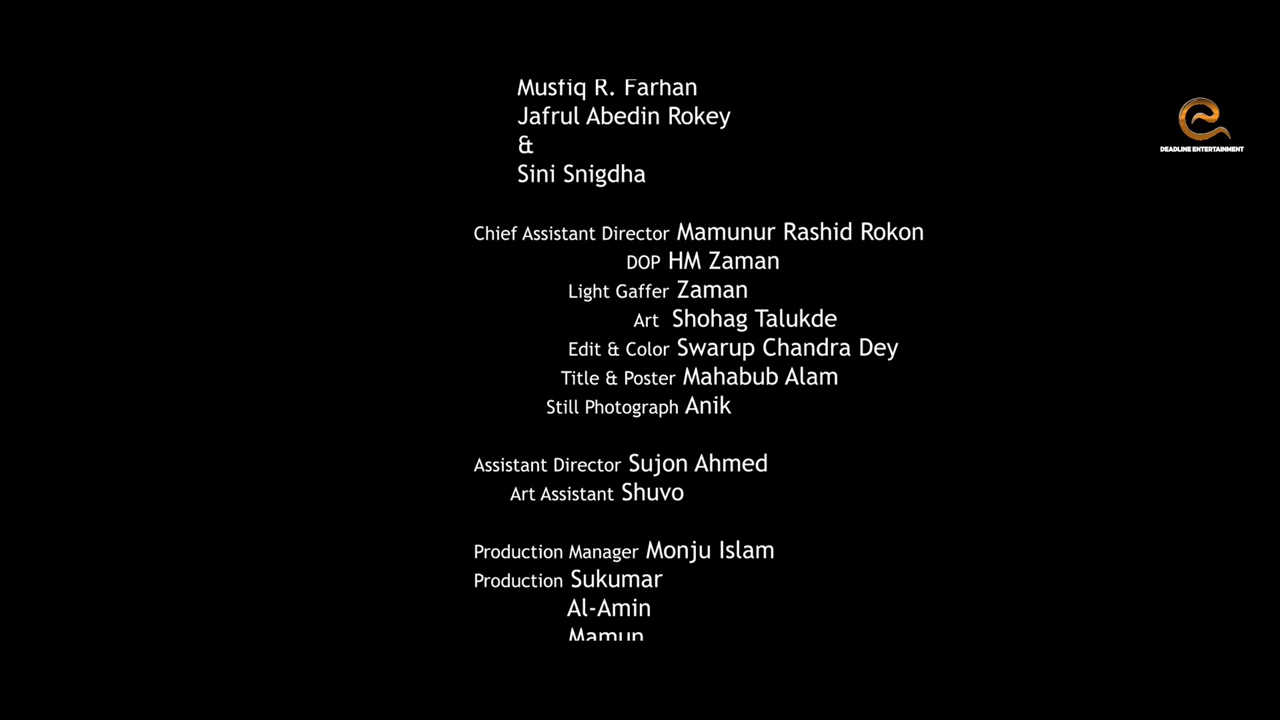 Musfiq R. Farhan
Jafrul Abedin Rokey
&
Sini Snigdha
Chief Assistant Director Mamunur Rashid Rokon
DOP HM Zaman
Light Gaffer Zaman
Art Shohag Talukde
Edit & Color Swarup Chandra Dey
Title & Poster Mahabub Alam
Still Photograph Anik
Assistant Director Sujon Ahmed
Art Assistant Shuvo
Production Manager Monju Islam
Production Sukumar
Al-Amin
Mamun
DEADLINE ENTERTAINMENT